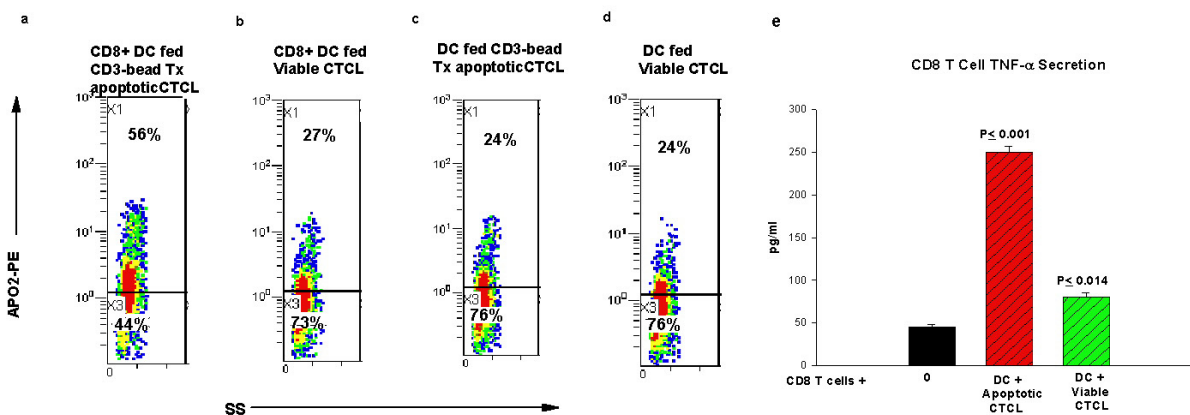 a
CD8+ DC fed
CD3-bead Tx
apoptoticCTCL
10³
X1
56%
10²
10¹
10⁰
X3
44%
0
b
CD8+ DC fed
Viable CTCL
10³
X1
27%
10²
10¹
10⁰
X3
73%
0
c
DC fed CD3-bead
Tx apoptoticCTCL
10³
X1
24%
10²
10¹
10⁰
X3
76%
0
d
DC fed
Viable CTCL
10³
X1
24%
10²
10¹
10⁰
X3
76%
0
APO2-PE
SS
e
CD8 T Cell TNF-α Secretion
300
250
200
150
100
50
0
pg/ml
P≤ 0.001
P≤ 0.014
CD8 T cells +
0
DC +
Apoptotic
CTCL
DC +
Viable
CTCL